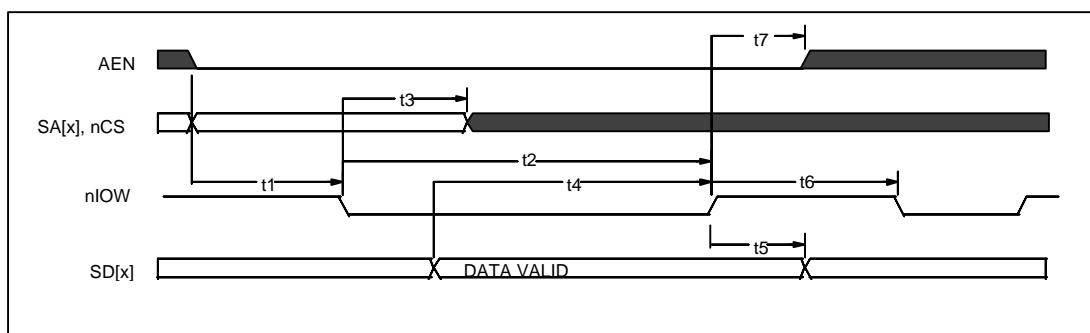 t7
AEN
t3
SA[x], nCS
t2
t1
t4
t6
nIOW
t5
SD[x]
DATA VALID